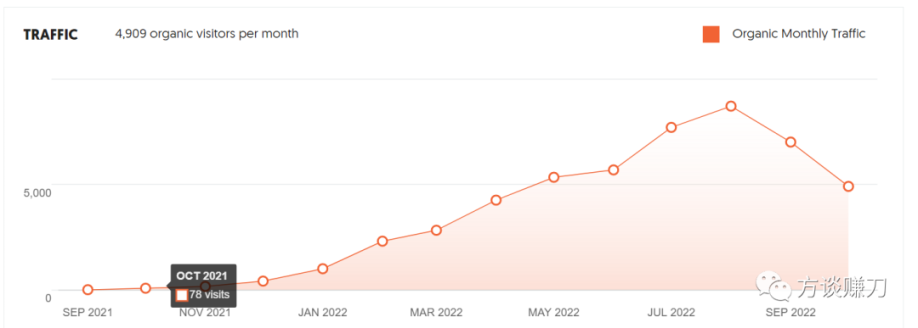 TRAFFIC 4,909 organic visitors per month Organic Monthly Traffic
5,000
OCT 2021
78 visits
0
SEP 2021 NOV 2021 JAN 2022 MAR 2022 MAY 2022 JUL 2022 SEP 2022
方谈赚刀